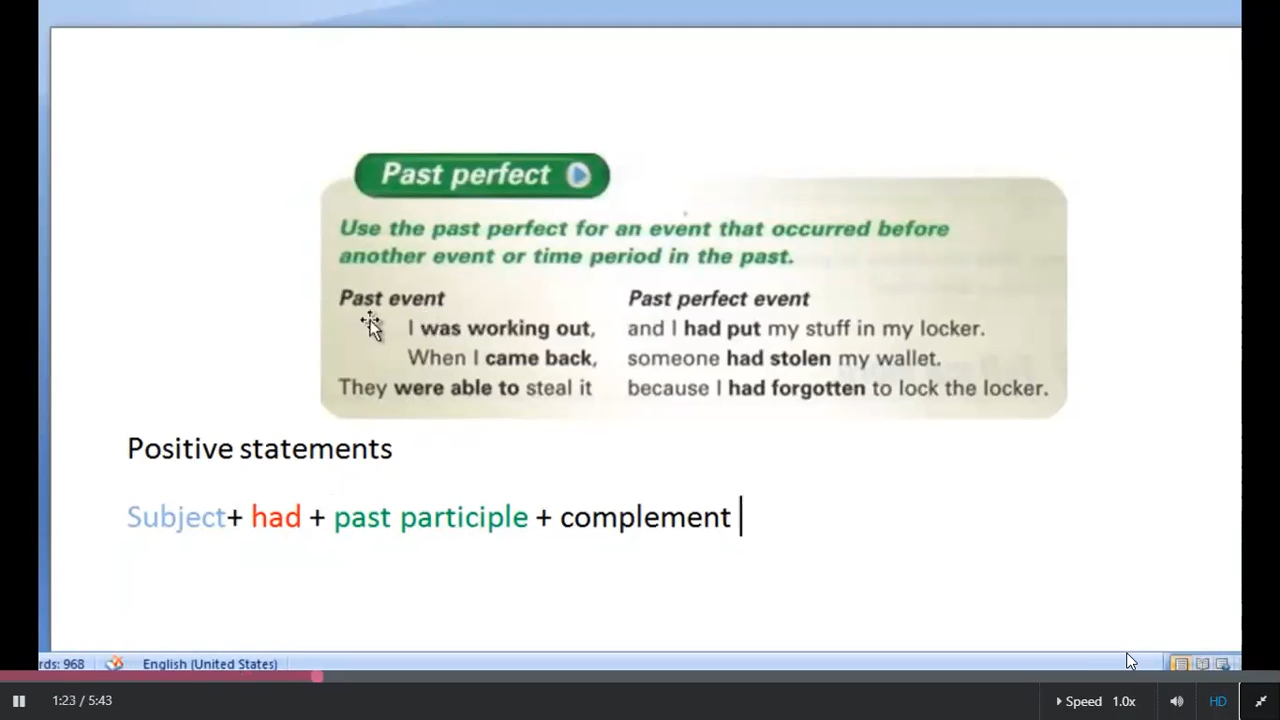 Past perfect
Use the past perfect for an event that occurred before
another event or time period in the past.
Past event Past perfect event
I was working out, and I had put my stuff in my locker.
When I came back, someone had stolen my wallet.
They were able to steal it because I had forgotten to lock the locker.
Positive statements
Subject+ had + past participle + complement
rds: 968 English (United States)
1:23 / 5:43 Speed 1.0x HD